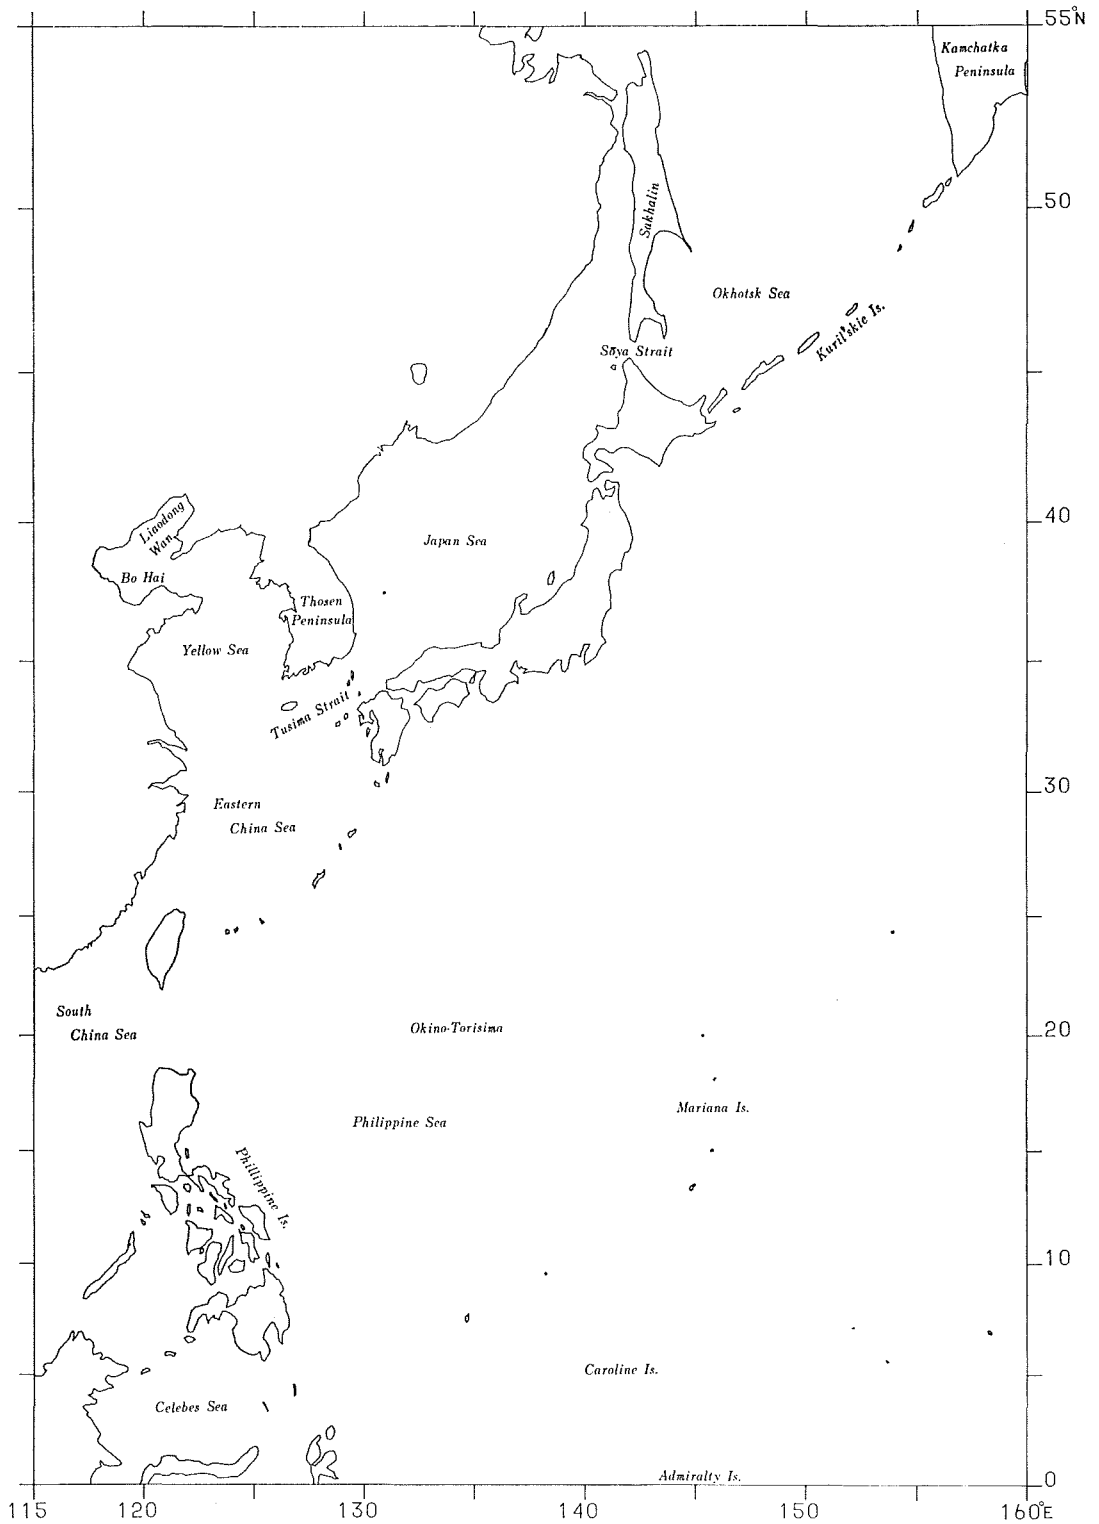 55°N
Kamchatka
Peninsula
50
Sakhalin
Okhotsk Sea
Kuril'skie Is.
Sōya Strait
Liaodong
Wan
40
Japan Sea
Bo Hai
Thosen
Peninsula
Yellow Sea
Tusima Strait
30
Eastern
China Sea
South
China Sea
Okino-Torisima
20
Mariana Is.
Philippine Sea
Phillippine Is.
10
Caroline Is.
Celebes Sea
Admiralty Is.
0
115
120
130
140
150
160°E